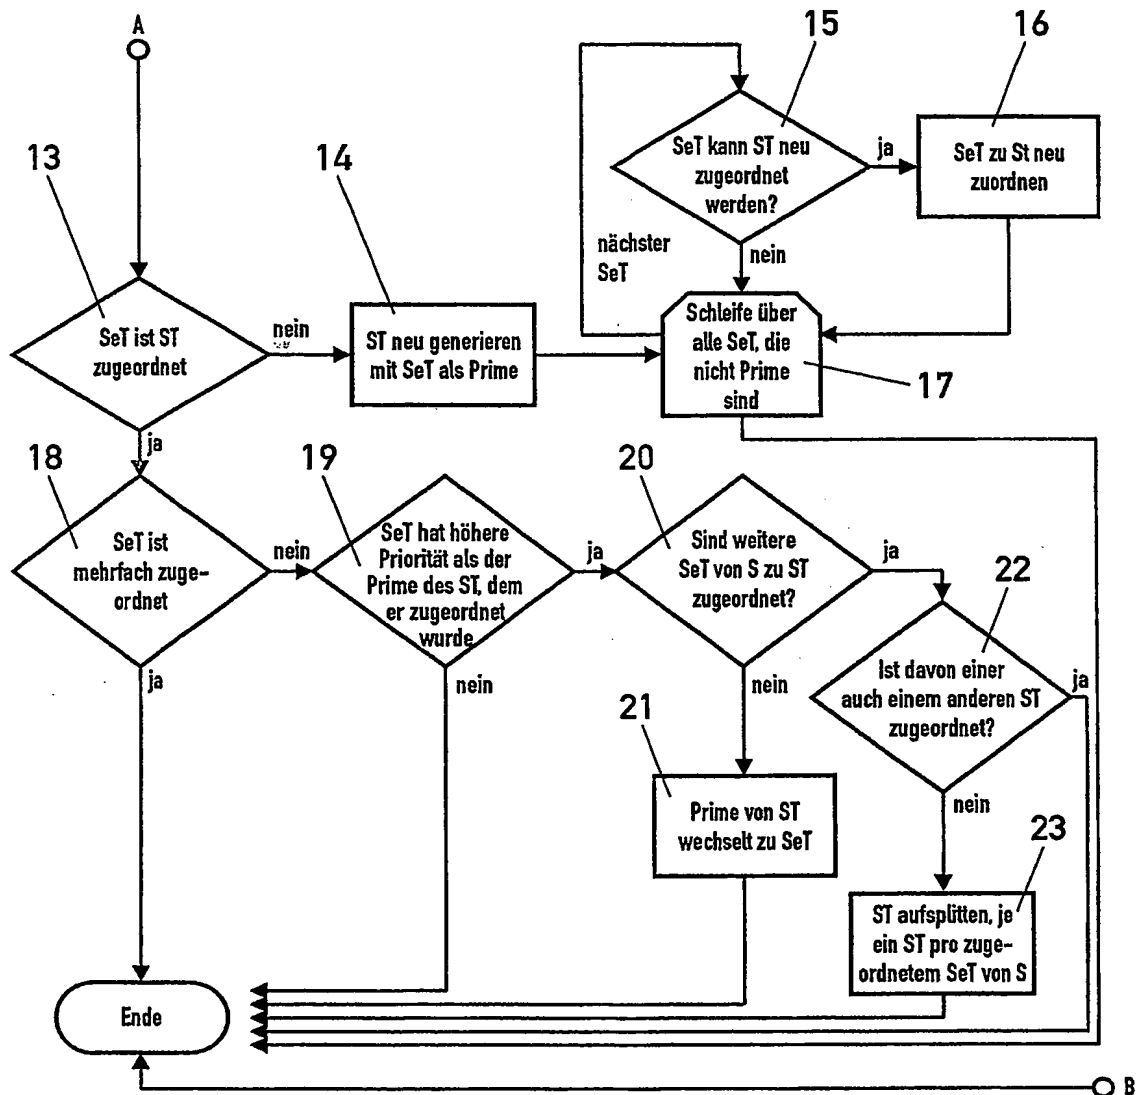 A
15
16
SeT kann ST neu
zugeordnet
werden?
ja
SeT zu St neu
zuordnen
nein
nächster
SeT
13
14
SeT ist ST
zugeordnet
nein
ST neu generieren
mit SeT als Prime
Schleife über
alle SeT, die
nicht Prime
sind
17
ja
18
19
20
SeT ist
mehrfach zuge-
ordnet
nein
SeT hat höhere
Priorität als der
Prime des ST, dem
er zugeordnet
wurde
ja
Sind weitere
SeT von S zu ST
zugeordnet?
ja
22
Ist davon einer
auch einem anderen ST
zugeordnet?
ja
ja
nein
nein
21
Prime von ST
wechselt zu SeT
nein
23
ST aufsplitten, je
ein ST pro zuge-
ordnetem SeT von S
Ende
B